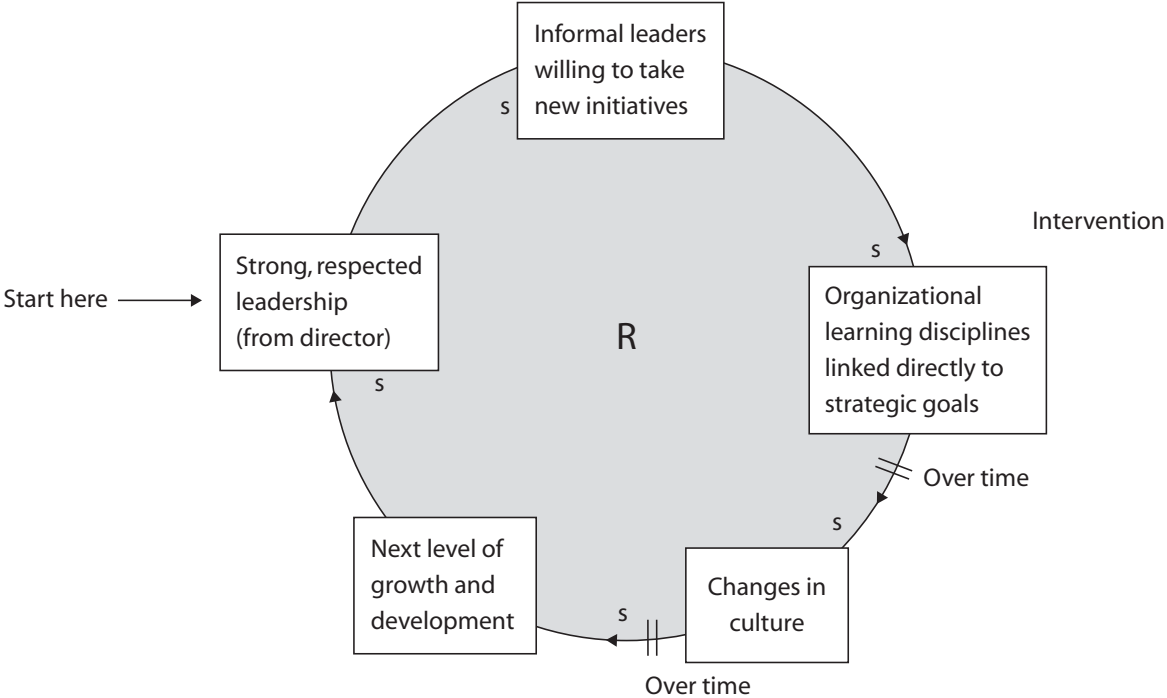 Informal leaders
willing to take
new initiatives
s
Intervention
s
Strong, respected
leadership
(from director)
Start here
Organizational
learning disciplines
linked directly to
strategic goals
R
s
Over time
s
Next level of
growth and
development
Changes in
culture
s
Over time